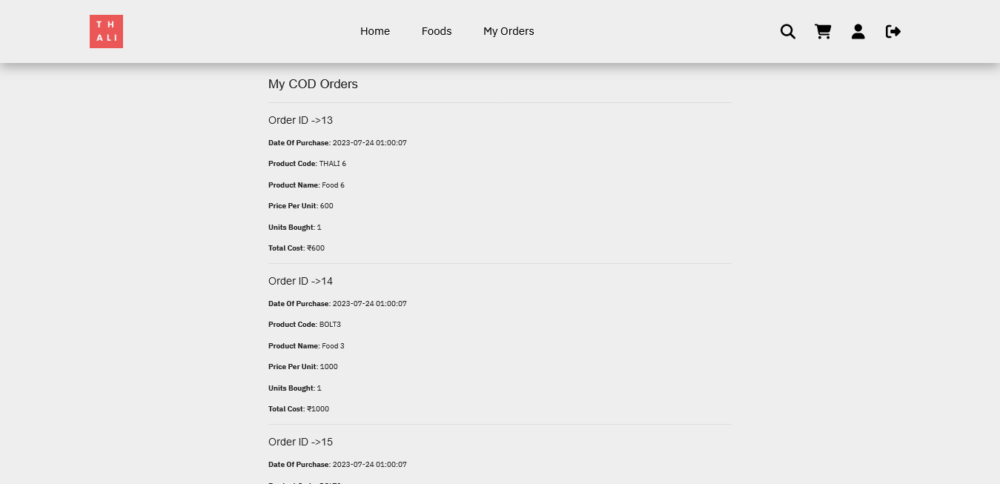 T H
A L I
Home
Foods
My Orders
My COD Orders
Order ID ->13
Date Of Purchase: 2023-07-24 01:00:07
Product Code: THALI 6
Product Name: Food 6
Price Per Unit: 600
Units Bought: 1
Total Cost: ₹600
Order ID ->14
Date Of Purchase: 2023-07-24 01:00:07
Product Code: BOLT3
Product Name: Food 3
Price Per Unit: 1000
Units Bought: 1
Total Cost: ₹1000
Order ID ->15
Date Of Purchase: 2023-07-24 01:00:07